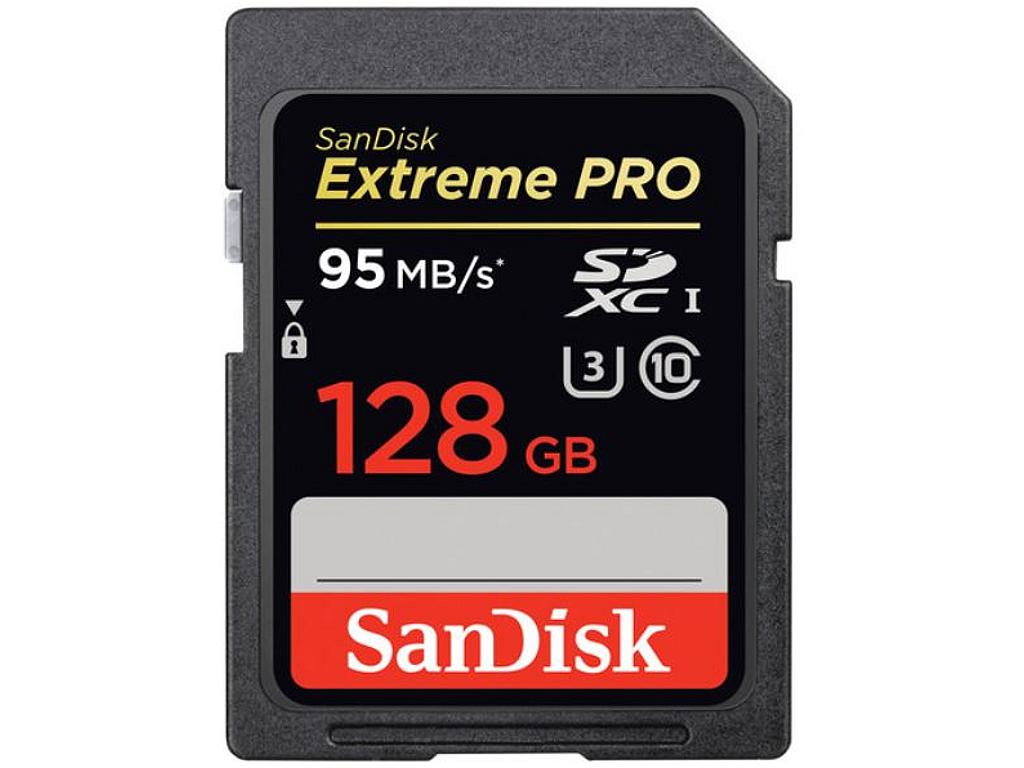 SanDisk
Extreme PRO
95 MB/s*
SD
XC I
3 10
128 GB
SanDisk